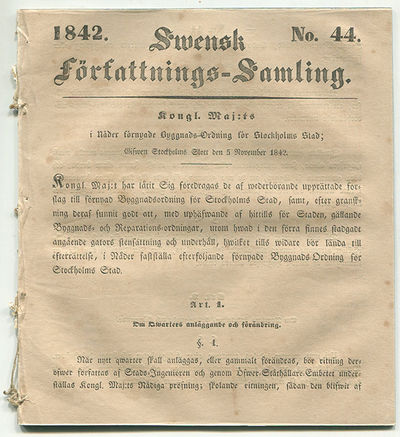 1842. No. 44.
Swensk
Författnings-Samling.
Kongl. Maj:ts
i Nåder förnyade Byggnads-Ordning för Stockholms Stad;
Gifwen Stockholms Slott den 5 November 1842.
Kongl. Maj:t har låtit Sig föredragas de af wederbörande upprättade för-
slag till förnyad Byggnadsordning för Stockholms Stad, samt, efter gransk-
ning deraf funnit godt att, med upphäfwande af hittills för Staden gällande
Byggnads- och Reparations-ordningar, utom hwad i den förra finnes stadgadt
angående gators stensättning och underhåll, hwilket tills widare bör lända till
efterrättelse, i Nåder fastställa efterföljande förnyade Byggnads-Ordning för
Stockholms Stad.
Art. 1.
Om Qwarters anläggande och förändring.
§. 1.
När nytt qwarter skall anläggas, eller gammalt förändras, bör ritning der-
öfwer författas af Stads-Ingenioren och genom Öfwer-Ståthållare-Embetet under-
ställas Kongl. Maj:ts Nådiga pröfning; skolande ritningen, sådan den blifwit af